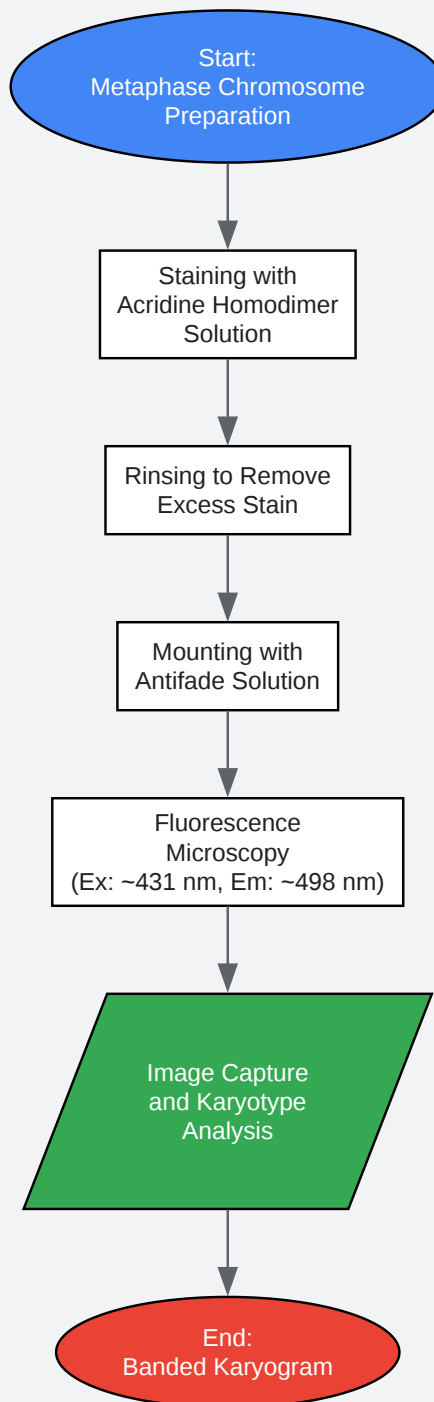 Start:
Metaphase Chromosome
Preparation
Staining with
Acridine Homodimer
Solution
Rinsing to Remove
Excess Stain
Mounting with
Antifade Solution
Fluorescence
Microscopy
(Ex: ~431 nm, Em: ~498 nm)
Image Capture
and Karyotype
Analysis
End:
Banded Karyogram